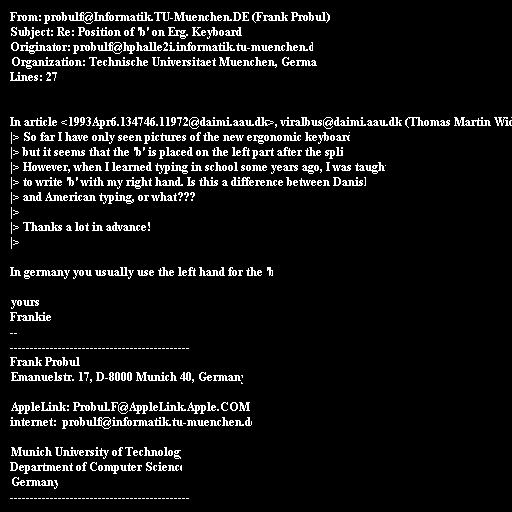 From: probulf@Informatik.TU-Muenchen.DE (Frank Probul)
Subject: Re: Position of 'b' on Erg. Keyboard
Originator: probulf@hphalle2i.informatik.tu-muenchen.d
Organization: Technische Universitaet Muenchen, Germa
Lines: 27

In article <1993Apr6.134746.11972@daimi.aau.dk>, viralbus@daimi.aau.dk (Thomas Martin Wid
|> So far I have only seen pictures of the new ergonomic keyboard
|> but it seems that the 'b' is placed on the left part after the spli
|> However, when I learned typing in school some years ago, I was taugh
|> to write 'b' with my right hand. Is this a difference between Danish
|> and American typing, or what???
|>
|> Thanks a lot in advance!
|>

In germany you usually use the left hand for the 'b

yours
Frankie
--
---------------------------------------------
Frank Probul
Emanuelstr. 17, D-8000 Munich 40, Germany

AppleLink: Probul.F@AppleLink.Apple.COM
internet: probulf@informatik.tu-muenchen.d

Munich University of Technolog
Department of Computer Science
Germany
---------------------------------------------